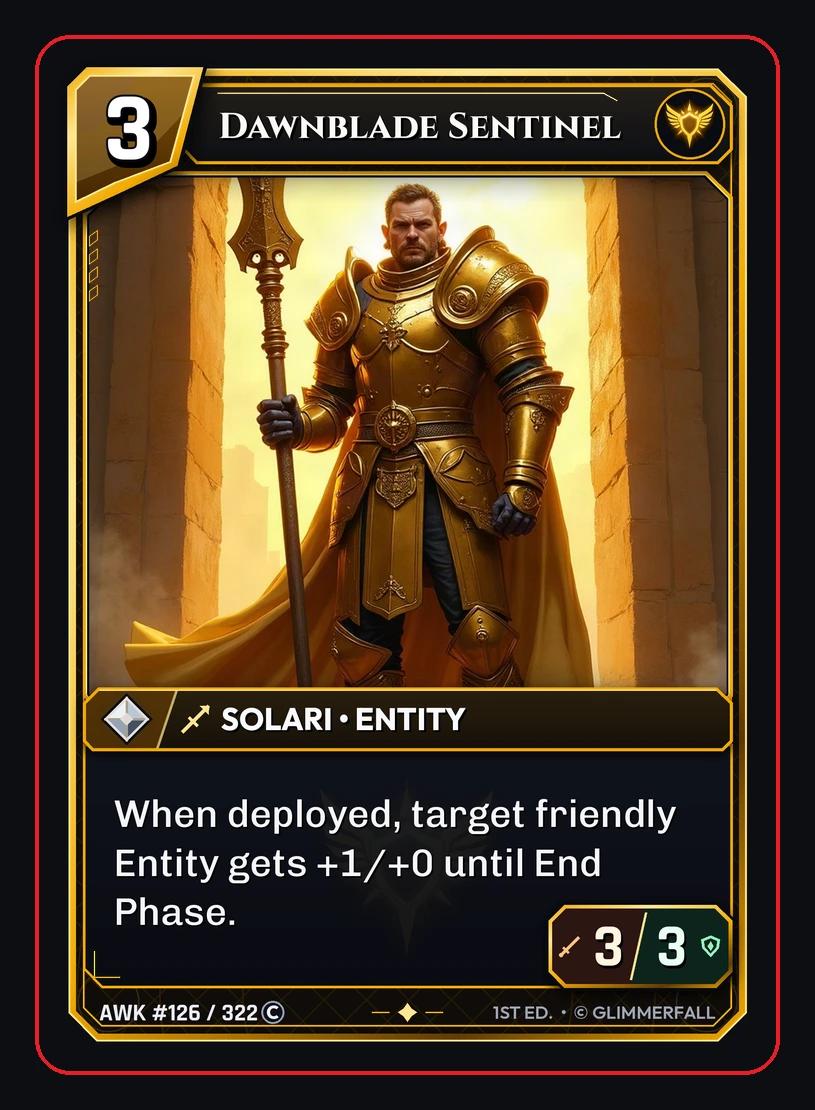 3
DAWNBLADE SENTINEL
SOLARI • ENTITY
When deployed, target friendly
Entity gets +1/+0 until End
Phase.
3 / 3
AWK #126 / 322 Ⓒ
1ST ED. • © GLIMMERFALL